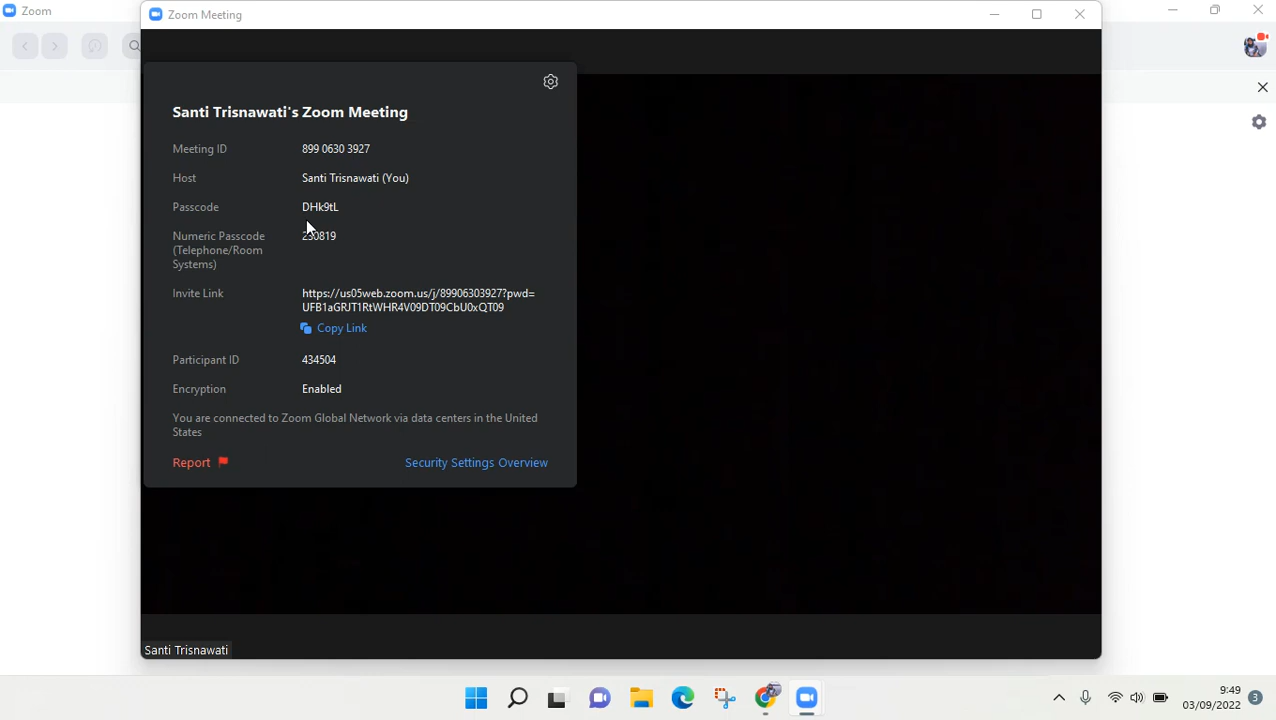 Zoom
Zoom Meeting
Santi Trisnawati's Zoom Meeting
Meeting ID 899 0630 3927
Host Santi Trisnawati (You)
Passcode DHk9tL
Numeric Passcode
(Telephone/Room
Systems)
Invite Link https://us05web.zoom.us/j/89906303927?pwd=
UFB1aGRJT1RtWHR4V09DT09CbU0xQT09
Copy Link
Participant ID 434504
Encryption Enabled
You are connected to Zoom Global Network via data centers in the United
States
Report Security Settings Overview
Santi Trisnawati
9:49
03/09/2022
3